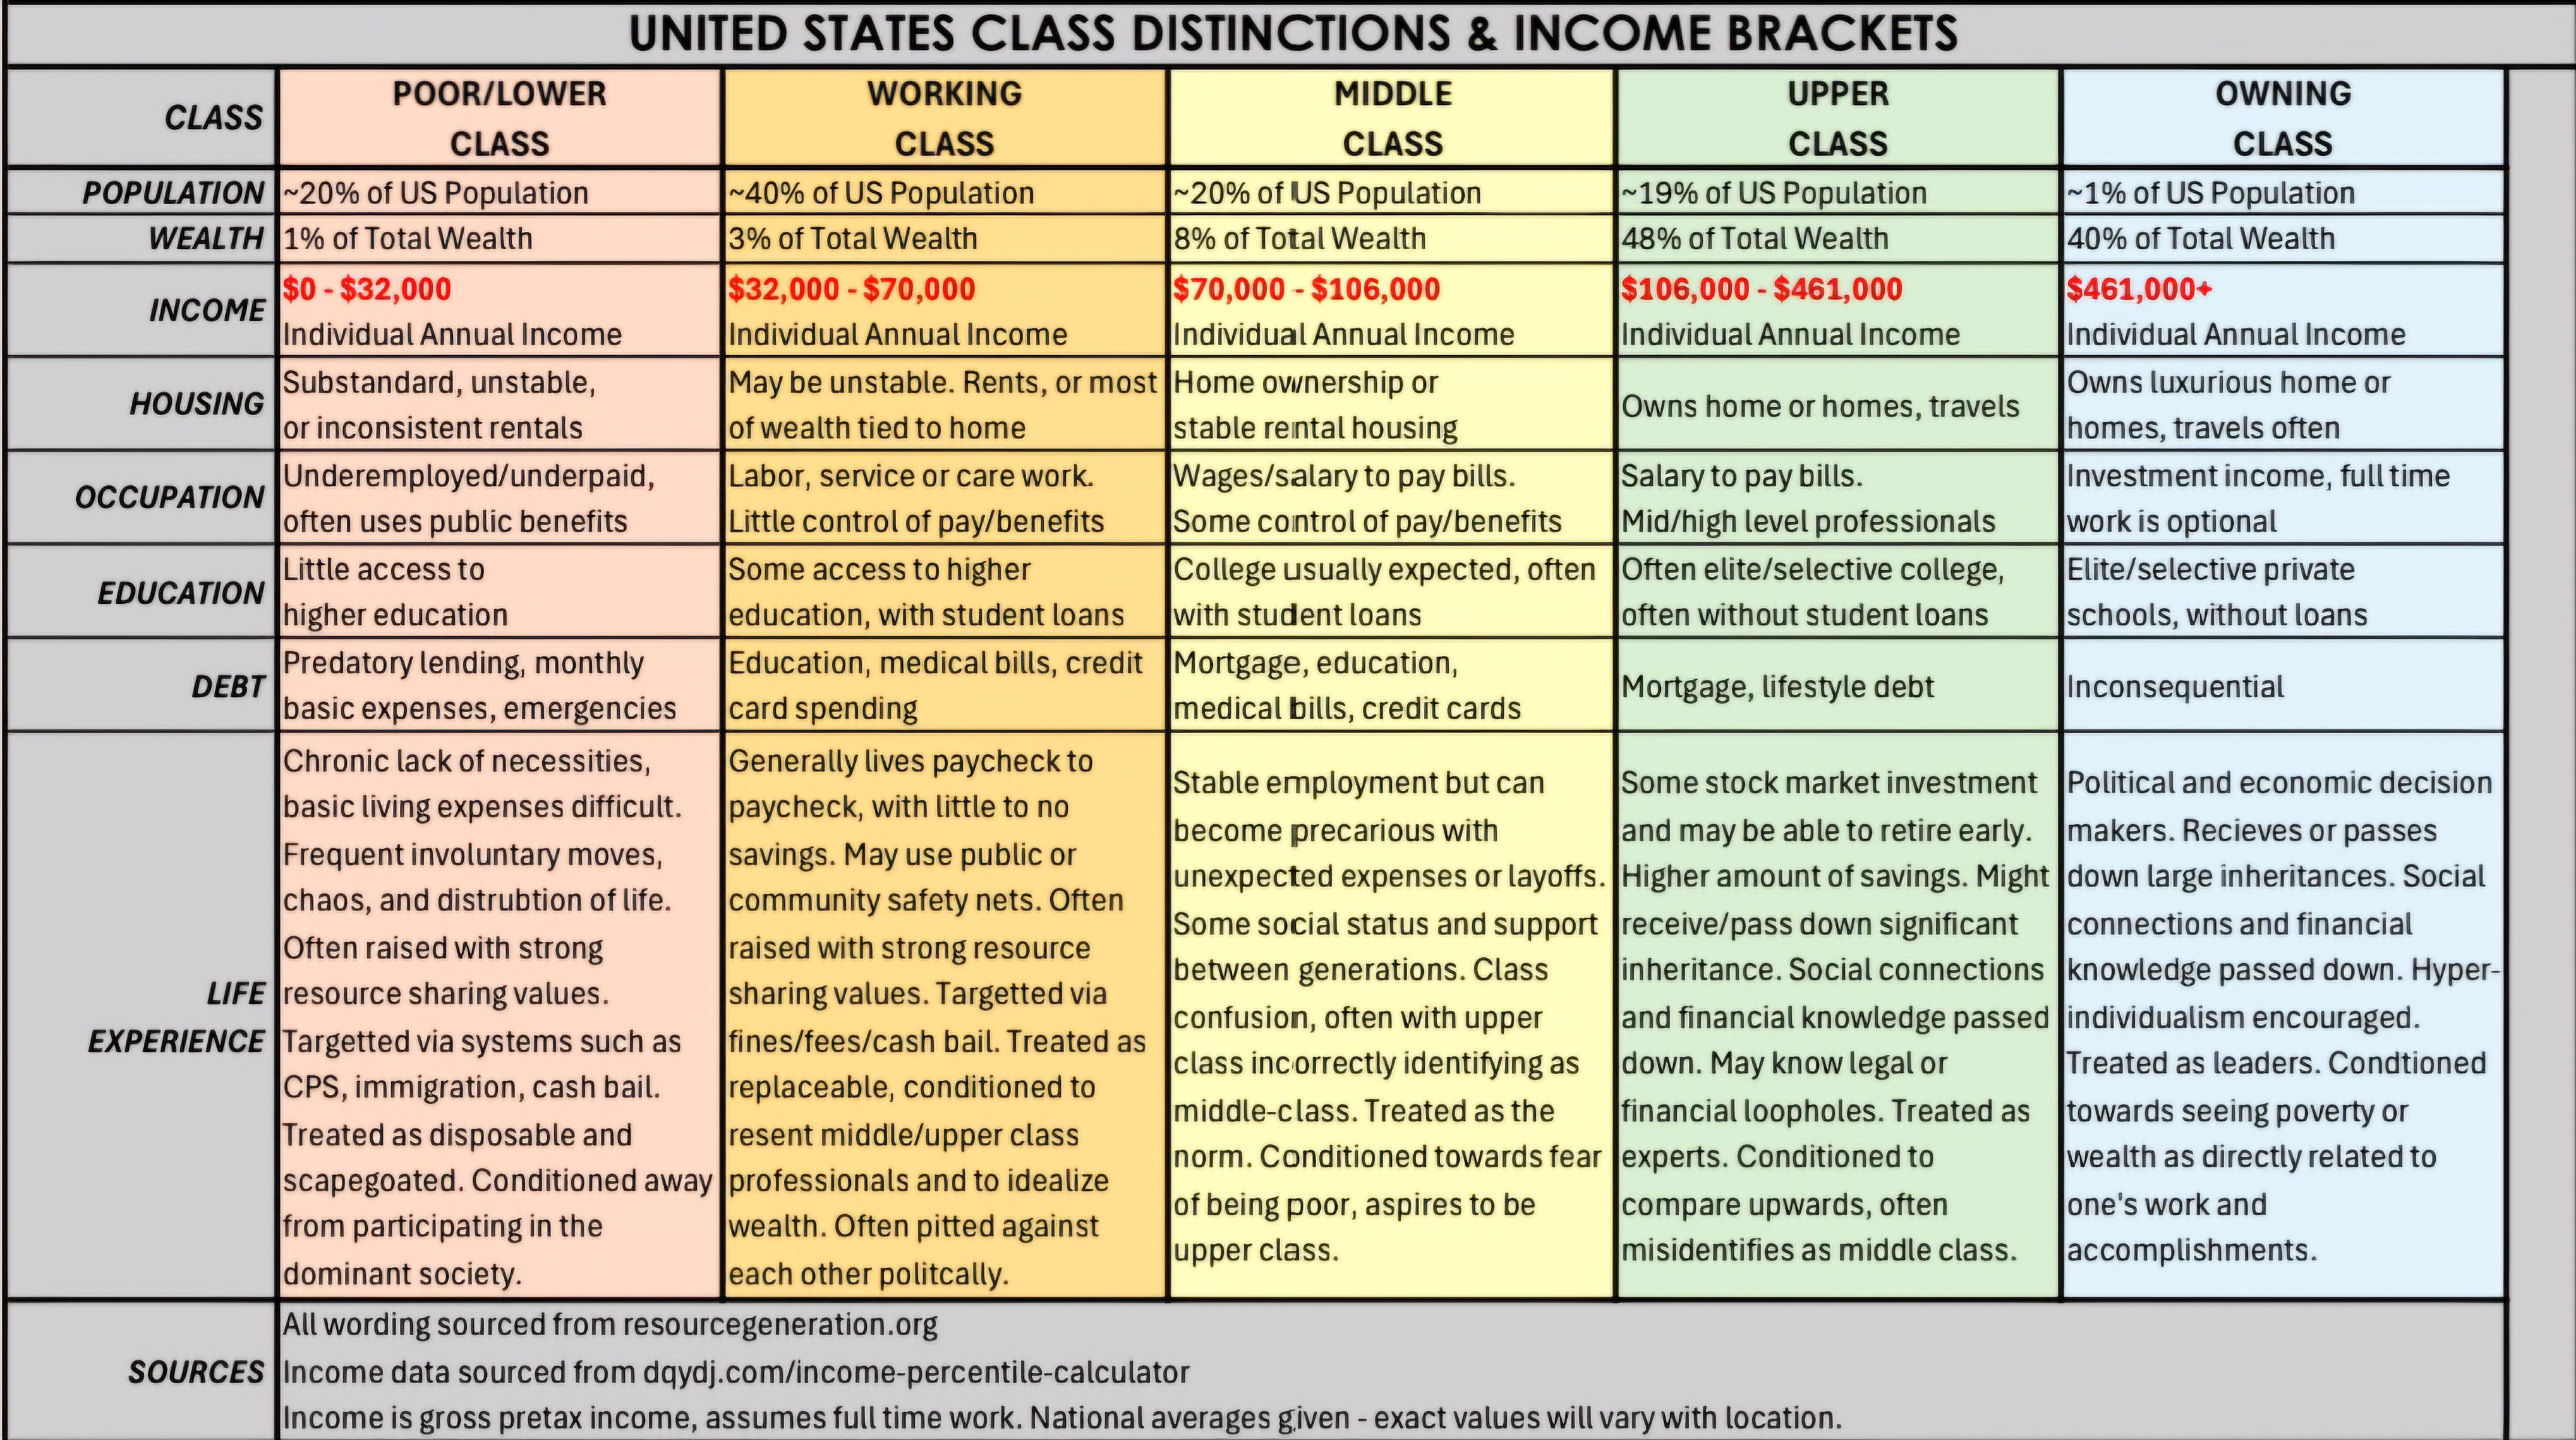 UNITED STATES CLASS DISTINCTIONS & INCOME BRACKETS
CLASS
POOR/LOWER
CLASS
WORKING
CLASS
MIDDLE
CLASS
UPPER
CLASS
OWNING
CLASS
POPULATION
~20% of US Population
~40% of US Population
~20% of US Population
~19% of US Population
~1% of US Population
WEALTH
1% of Total Wealth
3% of Total Wealth
8% of Total Wealth
48% of Total Wealth
40% of Total Wealth
INCOME
$0 - $32,000
Individual Annual Income
$32,000 - $70,000
Individual Annual Income
$70,000 - $106,000
Individual Annual Income
$106,000 - $461,000
Individual Annual Income
$461,000+
Individual Annual Income
HOUSING
Substandard, unstable,
or inconsistent rentals
May be unstable. Rents, or most
of wealth tied to home
Home ownership or
stable rental housing
Owns home or homes, travels
Owns luxurious home or
homes, travels often
OCCUPATION
Underemployed/underpaid,
often uses public benefits
Labor, service or care work.
Little control of pay/benefits
Wages/salary to pay bills.
Some control of pay/benefits
Salary to pay bills.
Mid/high level professionals
Investment income, full time
work is optional
EDUCATION
Little access to
higher education
Some access to higher
education, with student loans
College usually expected, often
with student loans
Often elite/selective college,
often without student loans
Elite/selective private
schools, without loans
DEBT
Predatory lending, monthly
basic expenses, emergencies
Education, medical bills, credit
card spending
Mortgage, education,
medical bills, credit cards
Mortgage, lifestyle debt
Inconsequential
LIFE
EXPERIENCE
Chronic lack of necessities,
basic living expenses difficult.
Frequent involuntary moves,
chaos, and distrubtion of life.
Often raised with strong
resource sharing values.
Targetted via systems such as
CPS, immigration, cash bail.
Treated as disposable and
scapegoated. Conditioned away
from participating in the
dominant society.
Generally lives paycheck to
paycheck, with little to no
savings. May use public or
community safety nets. Often
raised with strong resource
sharing values. Targetted via
fines/fees/cash bail. Treated as
replaceable, conditioned to
resent middle/upper class
professionals and to idealize
wealth. Often pitted against
each other politcally.
Stable employment but can
become precarious with
unexpected expenses or layoffs.
Some social status and support
between generations. Class
confusion, often with upper
class incorrectly identifying as
middle-class. Treated as the
norm. Conditioned towards fear
of being poor, aspires to be
upper class.
Some stock market investment
and may be able to retire early.
Higher amount of savings. Might
receive/pass down significant
inheritance. Social connections
and financial knowledge passed
down. May know legal or
financial loopholes. Treated as
experts. Conditioned to
compare upwards, often
misidentifies as middle class.
Political and economic decision
makers. Recieves or passes
down large inheritances. Social
connections and financial
knowledge passed down. Hyper-
individualism encouraged.
Treated as leaders. Condtioned
towards seeing poverty or
wealth as directly related to
one's work and
accomplishments.
SOURCES
All wording sourced from resourcegeneration.org
Income data sourced from dqydj.com/income-percentile-calculator
Income is gross pretax income, assumes full time work. National averages given - exact values will vary with location.